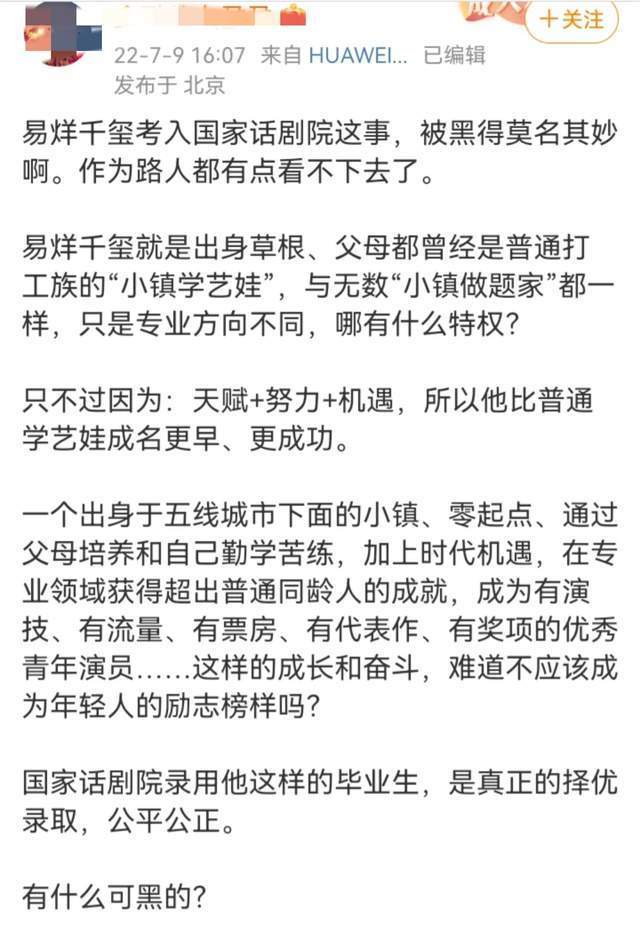 +关注
22-7-9 16:07 来自 HUAWEI... 已编辑
发布于 北京
易烊千玺考入国家话剧院这事，被黑得莫名其妙
啊。作为路人都有点看不下去了。
易烊千玺就是出身草根、父母都曾经是普通打
工族的“小镇学艺娃”，与无数“小镇做题家”都一
样，只是专业方向不同，哪有什么特权？
只不过因为：天赋+努力+机遇，所以他比普通
学艺娃成名更早、更成功。
一个出身于五线城市下面的小镇、零起点、通过
父母培养和自己勤学苦练，加上时代机遇，在专
业领域获得超出普通同龄人的成就，成为有演
技、有流量、有票房、有代表作、有奖项的优秀
青年演员……这样的成长和奋斗，难道不应该成
为年轻人的励志榜样吗？
国家话剧院录用他这样的毕业生，是真正的择优
录取，公平公正。
有什么可黑的？